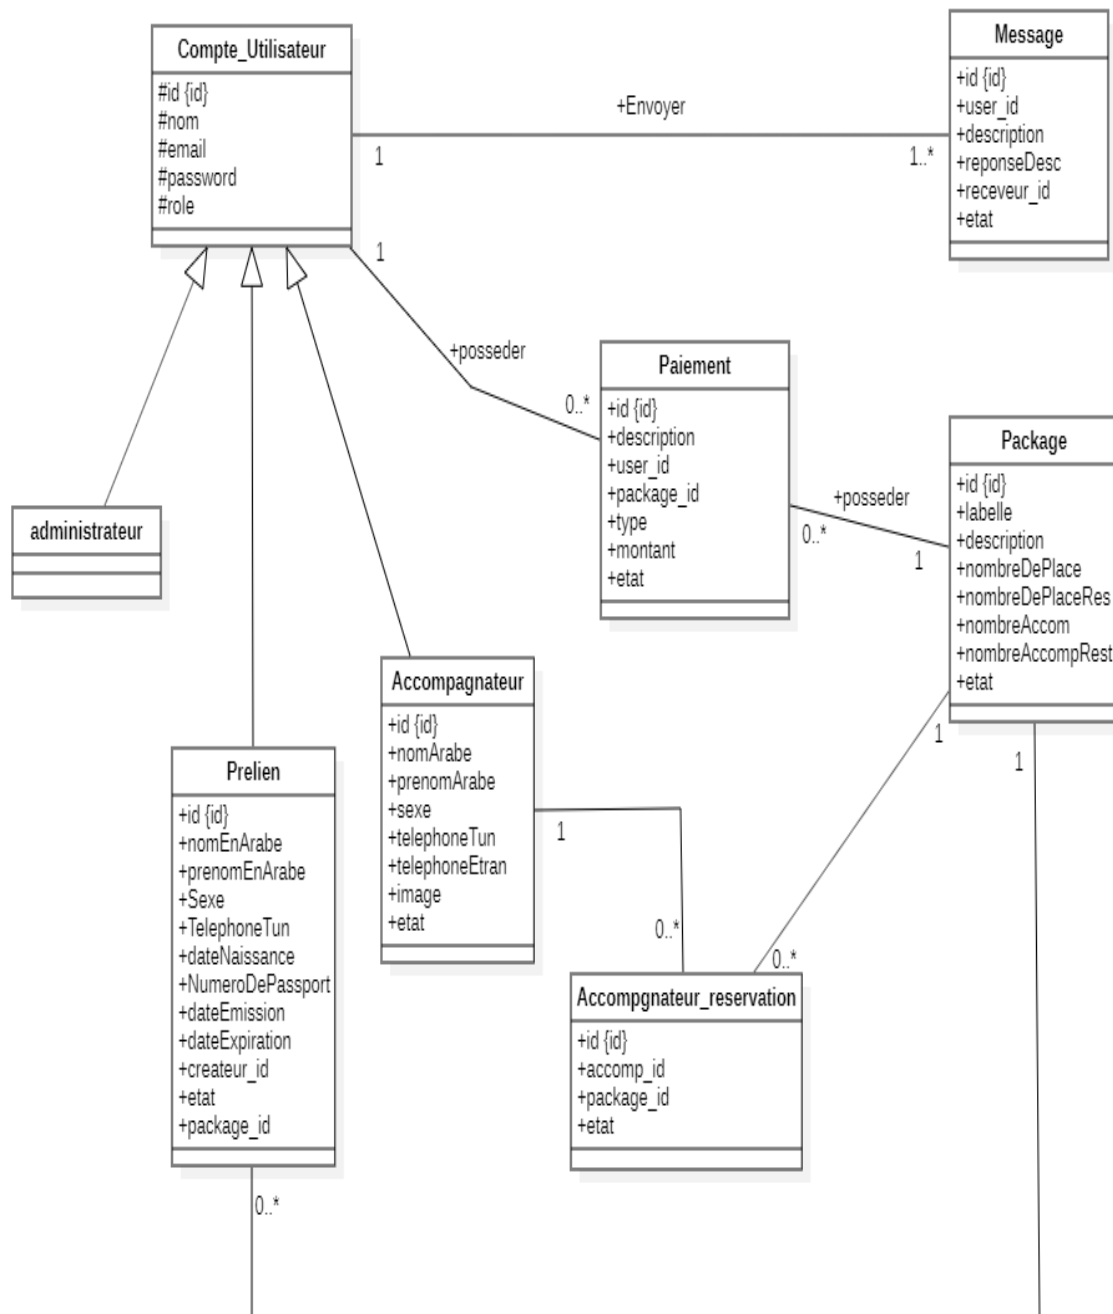 Compte_Utilisateur
#id {id}
#nom
#email
#password
#role
Message
+id {id}
+user_id
+description
+reponseDesc
+receveur_id
+etat
+Envoyer
1
1..*
1
+posseder
0..*
Paiement
+id {id}
+description
+user_id
+package_id
+type
+montant
+etat
+posseder
0..*
1
Package
+id {id}
+labelle
+description
+nombreDePlace
+nombreDePlaceRes
+nombreAccom
+nombreAccompRest
+etat
1
1
administrateur
Accompagnateur
+id {id}
+nomArabe
+prenomArabe
+sexe
+telephoneTun
+telephoneEtran
+image
+etat
1
0..*
0..*
Prelien
+id {id}
+nomEnArabe
+prenomEnArabe
+Sexe
+TelephoneTun
+dateNaissance
+NumeroDePassport
+dateEmission
+dateExpiration
+createur_id
+etat
+package_id
0..*
Accompgnateur_reservation
+id {id}
+accomp_id
+package_id
+etat